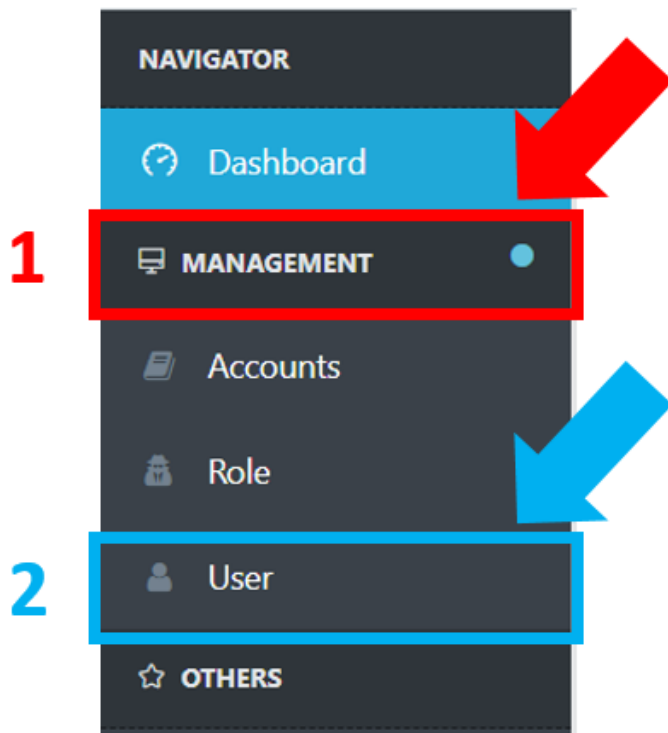 NAVIGATOR
Dashboard
1
MANAGEMENT
Accounts
Role
2
User
OTHERS